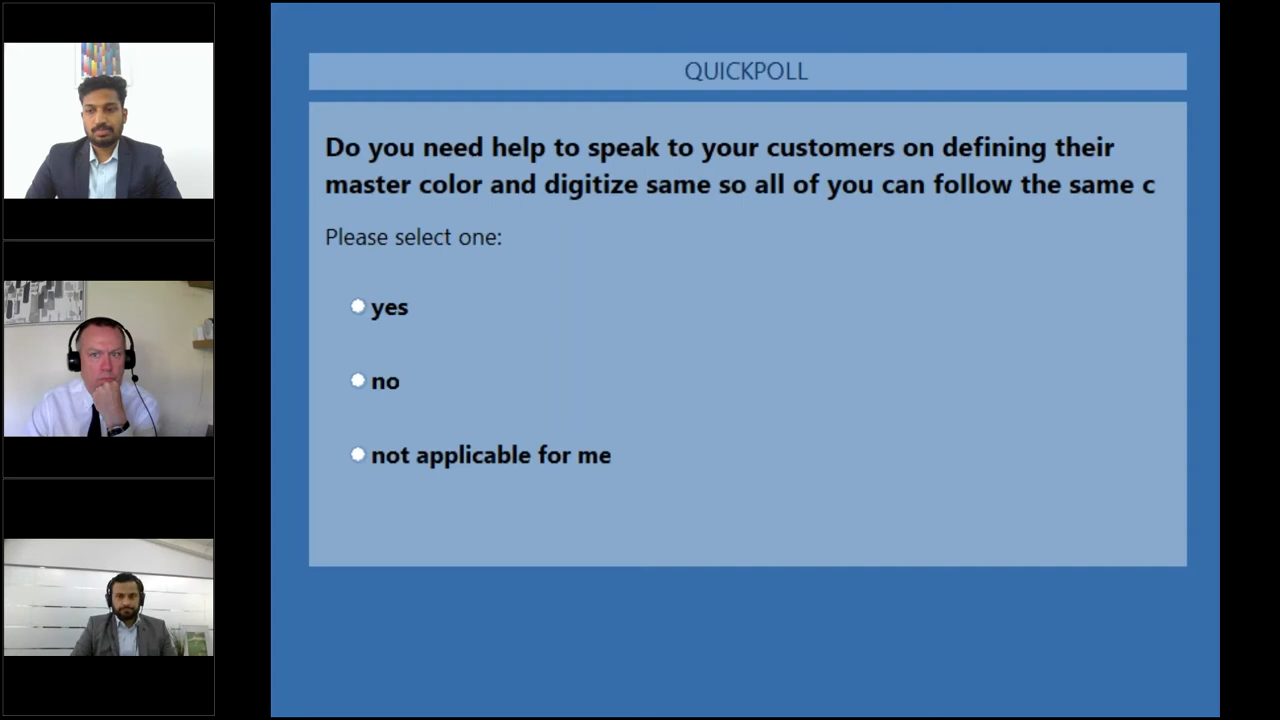 QUICKPOLL
Do you need help to speak to your customers on defining their
master color and digitize same so all of you can follow the same c
Please select one:
yes
no
not applicable for me